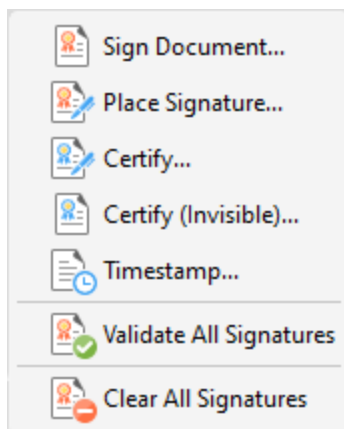 Sign Document...
Place Signature...
Certify...
Certify (Invisible)...
Timestamp...
Validate All Signatures
Clear All Signatures